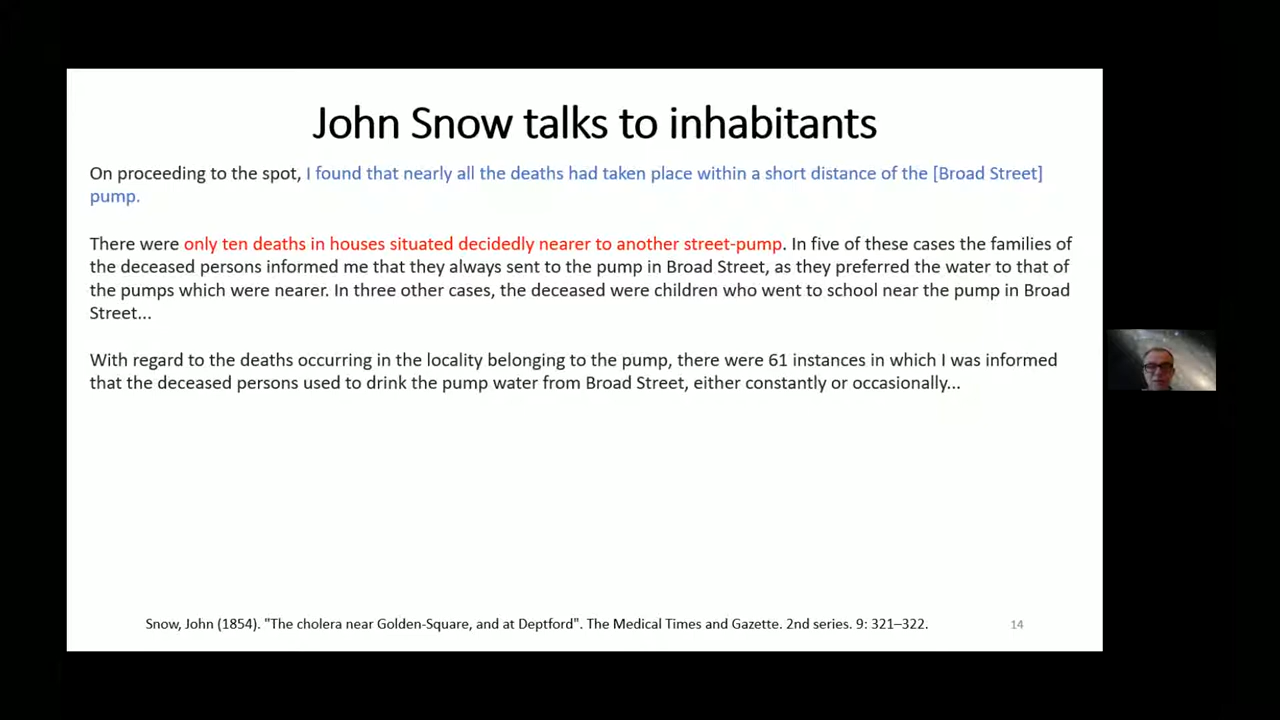 John Snow talks to inhabitants
On proceeding to the spot, I found that nearly all the deaths had taken place within a short distance of the [Broad Street]
pump.
There were only ten deaths in houses situated decidedly nearer to another street-pump. In five of these cases the families of
the deceased persons informed me that they always sent to the pump in Broad Street, as they preferred the water to that of
the pumps which were nearer. In three other cases, the deceased were children who went to school near the pump in Broad
Street...
With regard to the deaths occurring in the locality belonging to the pump, there were 61 instances in which I was informed
that the deceased persons used to drink the pump water from Broad Street, either constantly or occasionally...
Snow, John (1854). "The cholera near Golden-Square, and at Deptford". The Medical Times and Gazette. 2nd series. 9: 321–322.
14